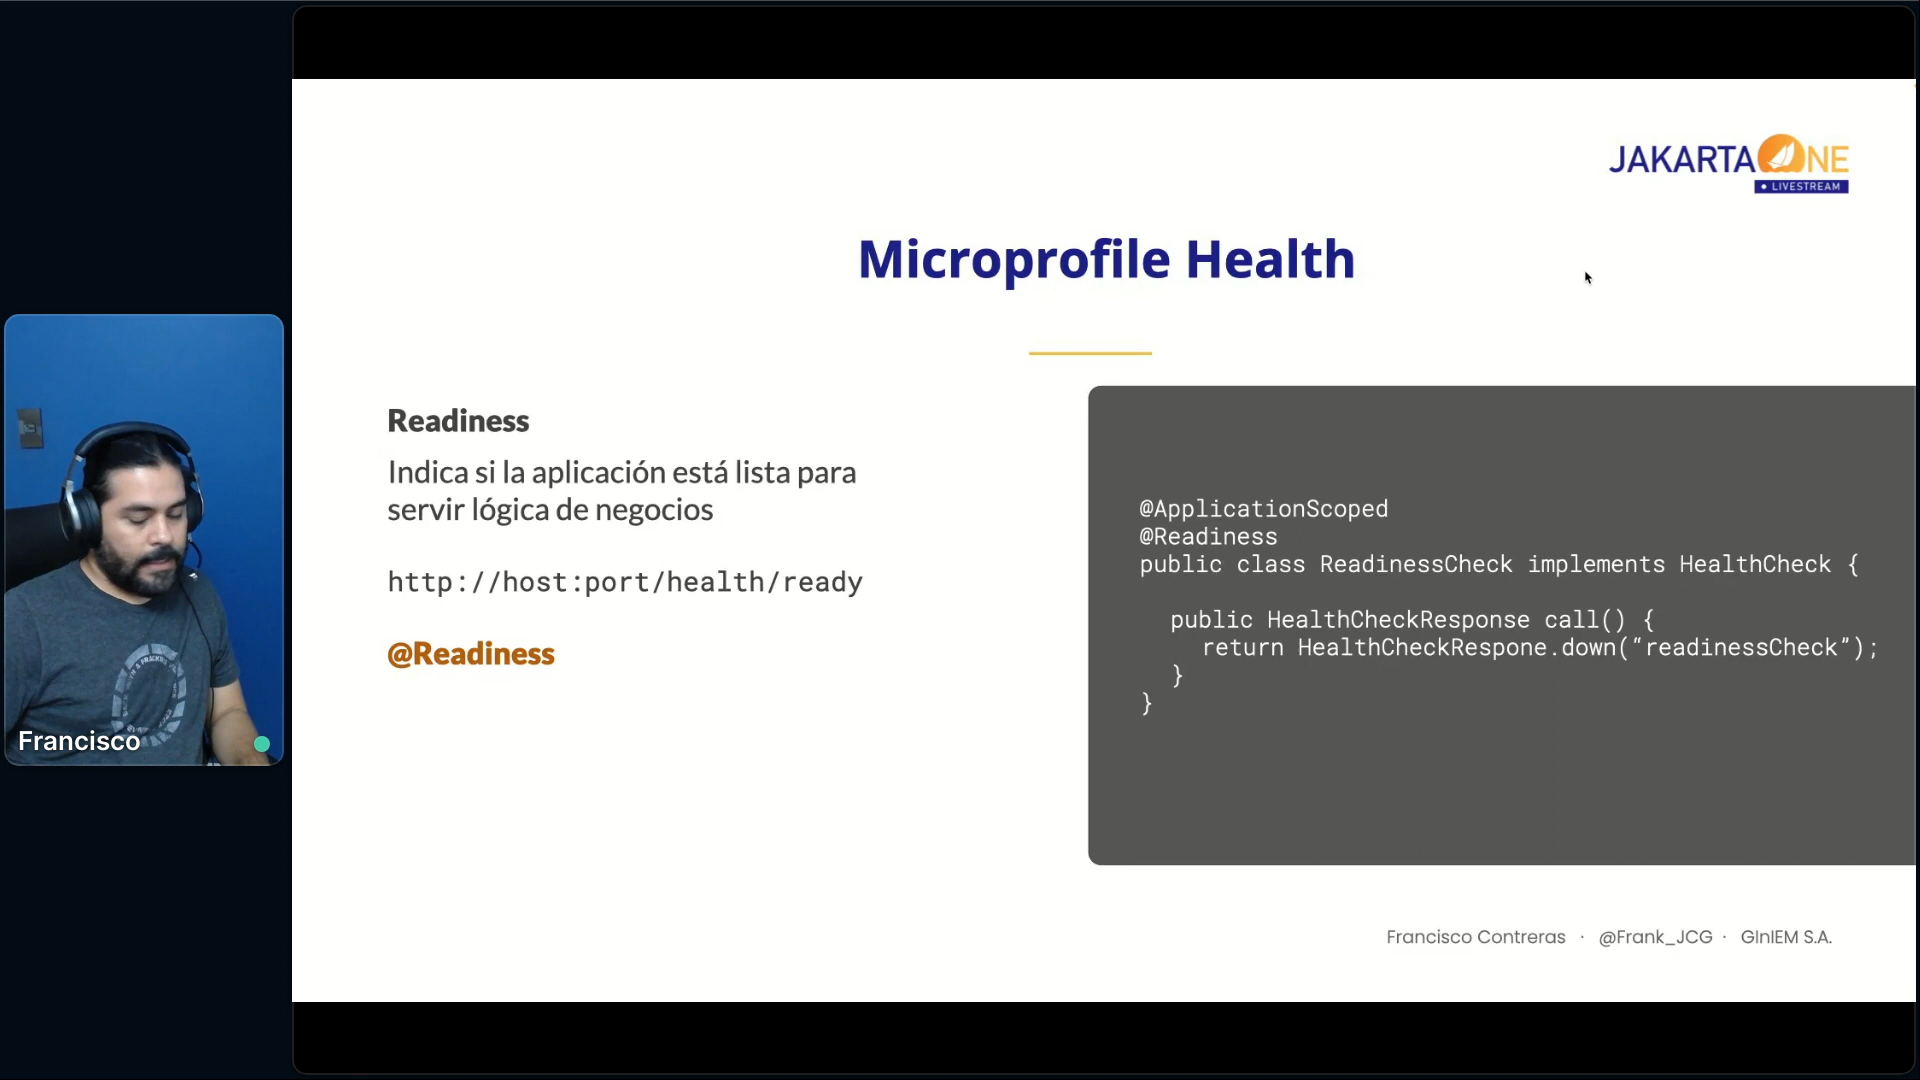 JAKARTA ONE
• LIVESTREAM
Microprofile Health
Readiness
Indica si la aplicación está lista para
servir lógica de negocios
http://host:port/health/ready
@Readiness
@ApplicationScoped
@Readiness
public class ReadinessCheck implements HealthCheck {
public HealthCheckResponse call() {
return HealthCheckRespone.down(“readinessCheck”);
}
}
Francisco Contreras · @Frank_JCG · GInIEM S.A.
Francisco